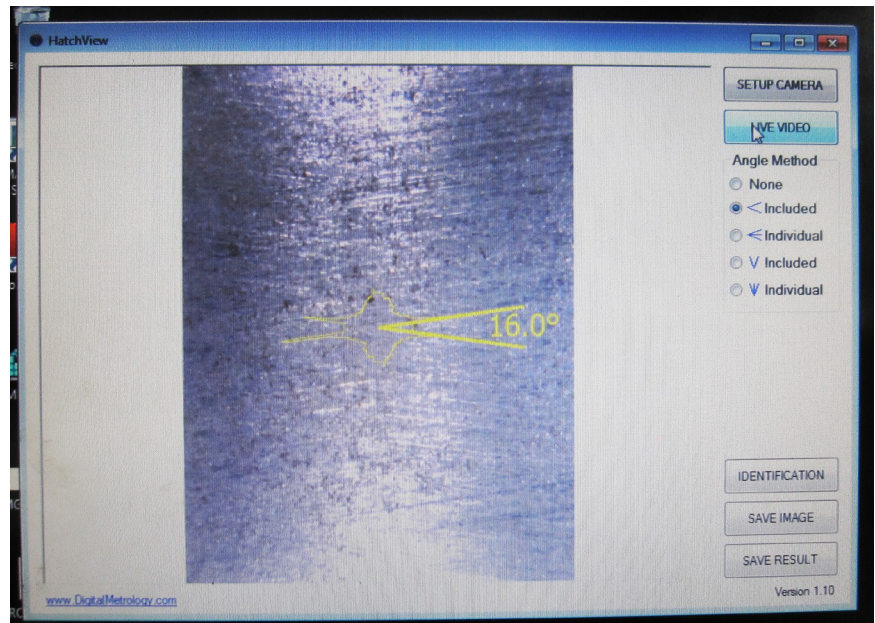 HatchView
SETUP CAMERA
LIVE VIDEO
Angle Method
None
< Included
Individual
V Included
Individual
16.0°
IDENTIFICATION
SAVE IMAGE
SAVE RESULT
Version 1.10
www.DigitalMetrology.com